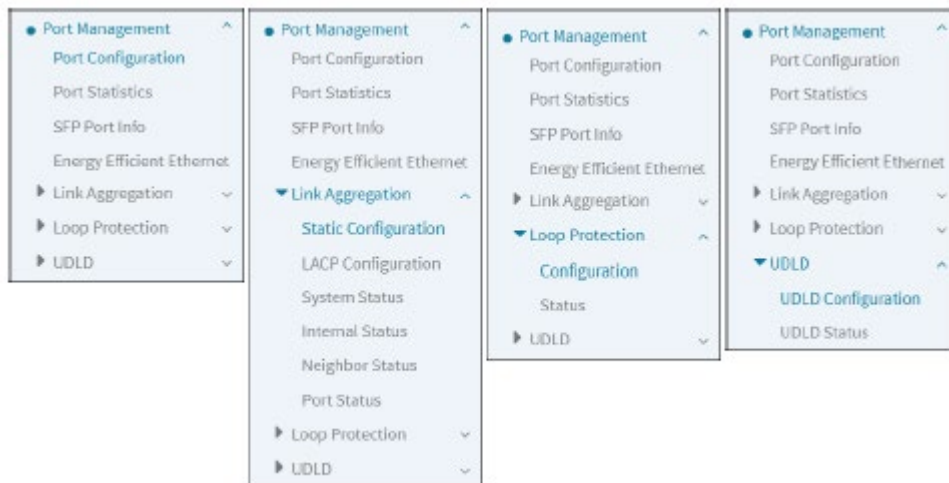 Port Management
Port Configuration
Port Statistics
SFP Port Info
Energy Efficient Ethernet
Link Aggregation
Loop Protection
UDLD
Port Management
Port Configuration
Port Statistics
SFP Port Info
Energy Efficient Ethernet
Link Aggregation
Static Configuration
LACP Configuration
System Status
Internal Status
Neighbor Status
Port Status
Loop Protection
UDLD
Port Management
Port Configuration
Port Statistics
SFP Port Info
Energy Efficient Ethernet
Link Aggregation
Loop Protection
Configuration
Status
UDLD
Port Management
Port Configuration
Port Statistics
SFP Port Info
Energy Efficient Ethernet
Link Aggregation
Loop Protection
UDLD
UDLD Configuration
UDLD Status